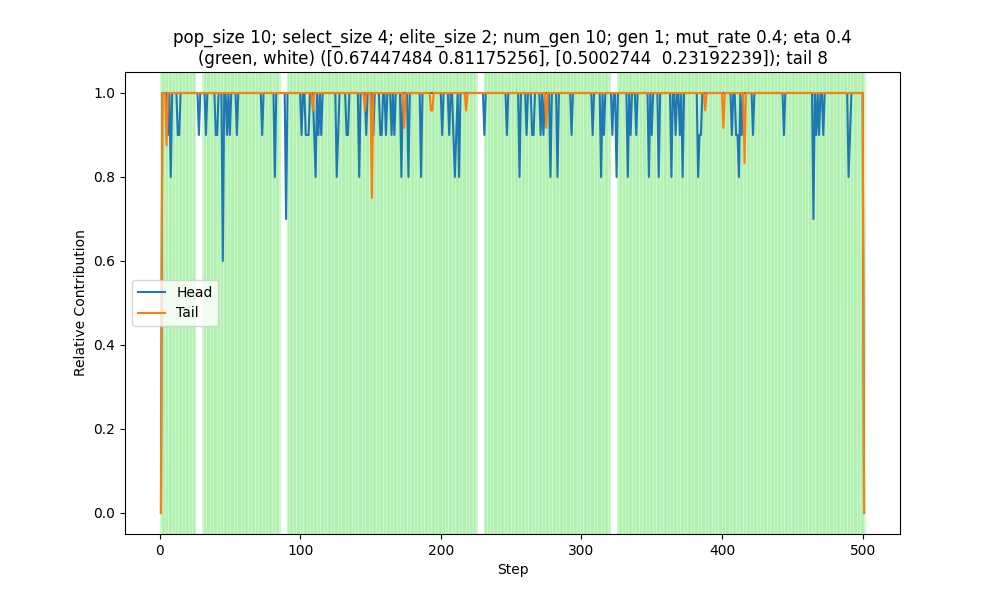 pop_size 10; select_size 4; elite_size 2; num_gen 10; gen 1; mut_rate 0.4; eta 0.4
(green, white) ([0.67447484 0.81175256], [0.5002744  0.23192239]); tail 8
1.0
0.8
0.6
0.4
0.2
0.0
Relative Contribution
Head
Tail
0
100
200
300
400
500
Step